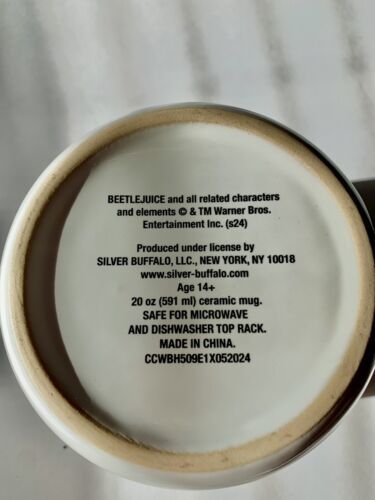 BEETLEJUICE and all related characters
and elements © & TM Warner Bros.
Entertainment Inc. (s24)
Produced under license by
SILVER BUFFALO, LLC., NEW YORK, NY 10018
www.silver-buffalo.com
Age 14+
20 oz (591 ml) ceramic mug.
SAFE FOR MICROWAVE
AND DISHWASHER TOP RACK.
MADE IN CHINA.
CCWBH509E1X052024